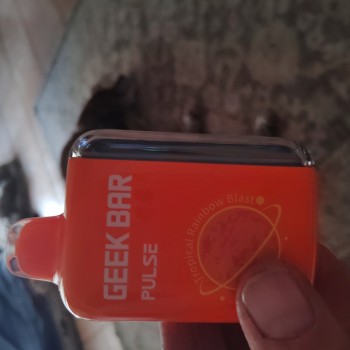 GEEK BAR
PULSE
Tropical Rainbow Blast